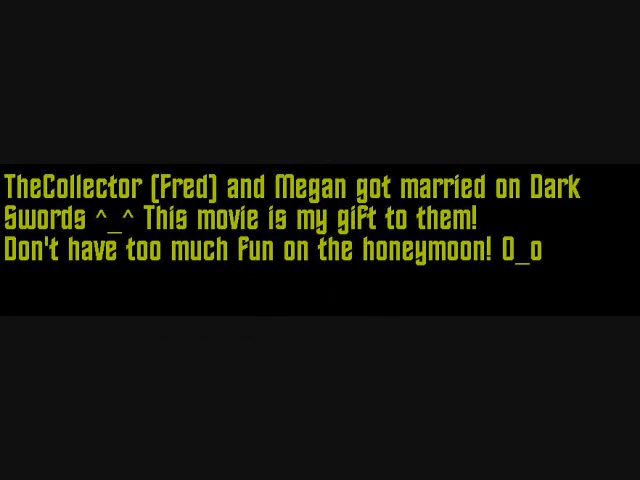 TheCollector (Fred) and Megan got married on Dark
Swords ^_^ This movie is my gift to them!
Don't have too much fun on the honeymoon! O_o